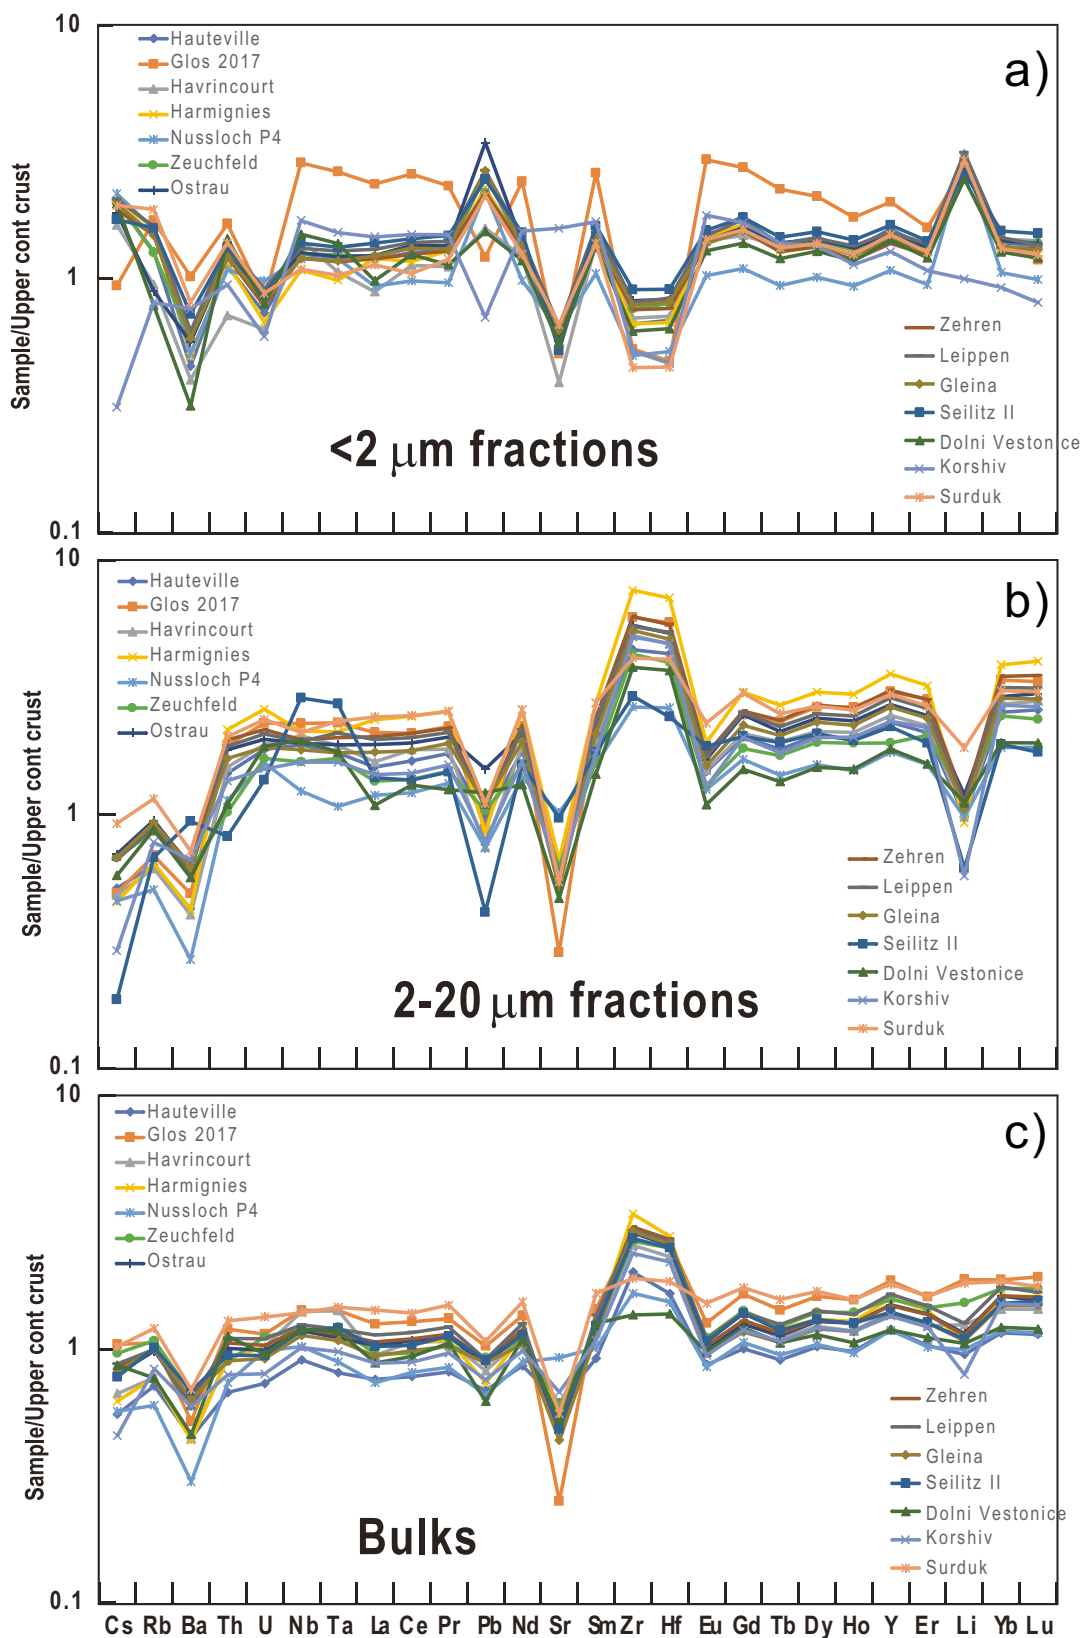 10
a)
Hauteville
Glos 2017
Havrincourt
Harmignies
Nussloch P4
Zeuchfeld
Ostrau
Sample/Upper cont crust
1
Zehren
Leippen
Gleina
Seilitz II
Dolni Vestonice
Korshiv
Surduk
<2 μm fractions
0.1
10
b)
Hauteville
Glos 2017
Havrincourt
Harmignies
Nussloch P4
Zeuchfeld
Ostrau
Sample/Upper cont crust
1
Zehren
Leippen
Gleina
Seilitz II
Dolni Vestonice
Korshiv
Surduk
2-20 μm fractions
0.1
10
c)
Hauteville
Glos 2017
Havrincourt
Harmignies
Nussloch P4
Zeuchfeld
Ostrau
Sample/Upper cont crust
1
Zehren
Leippen
Gleina
Seilitz II
Dolni Vestonice
Korshiv
Surduk
Bulks
0.1
Cs Rb Ba Th U Nb Ta La Ce Pr Pb Nd Sr Sm Zr Hf Eu Gd Tb Dy Ho Y Er Li Yb Lu